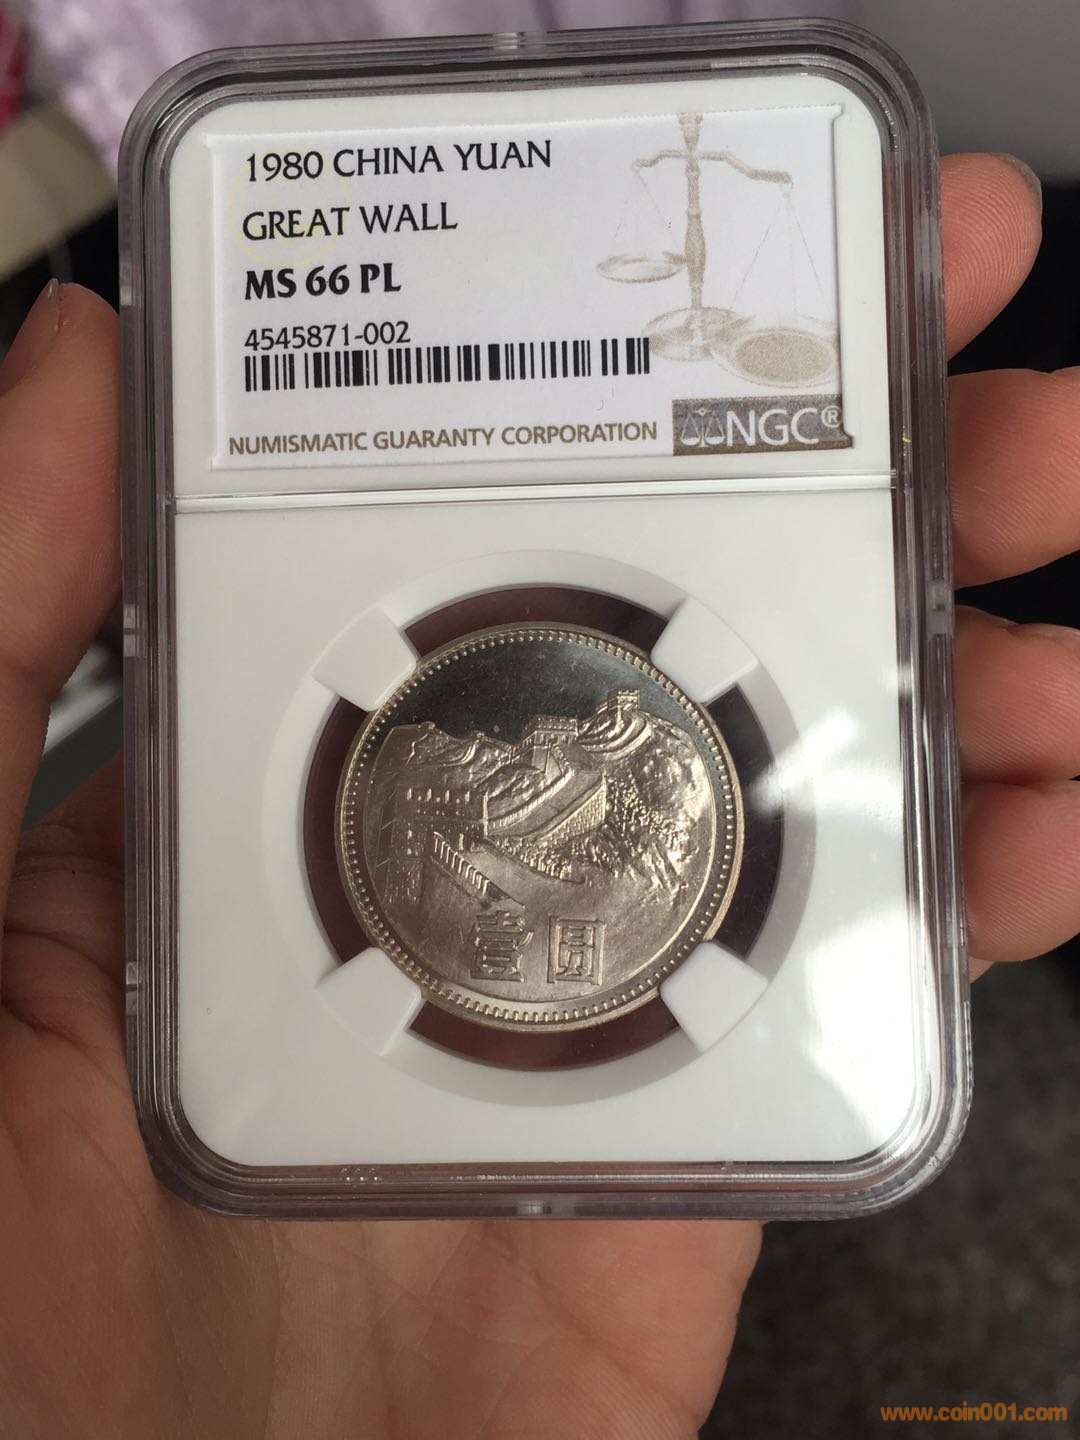 1980 CHINA YUAN
GREAT WALL
MS 66 PL
4545871-002
NUMISMATIC GUARANTY CORPORATION NGC®
壹圆
www.coin001.com